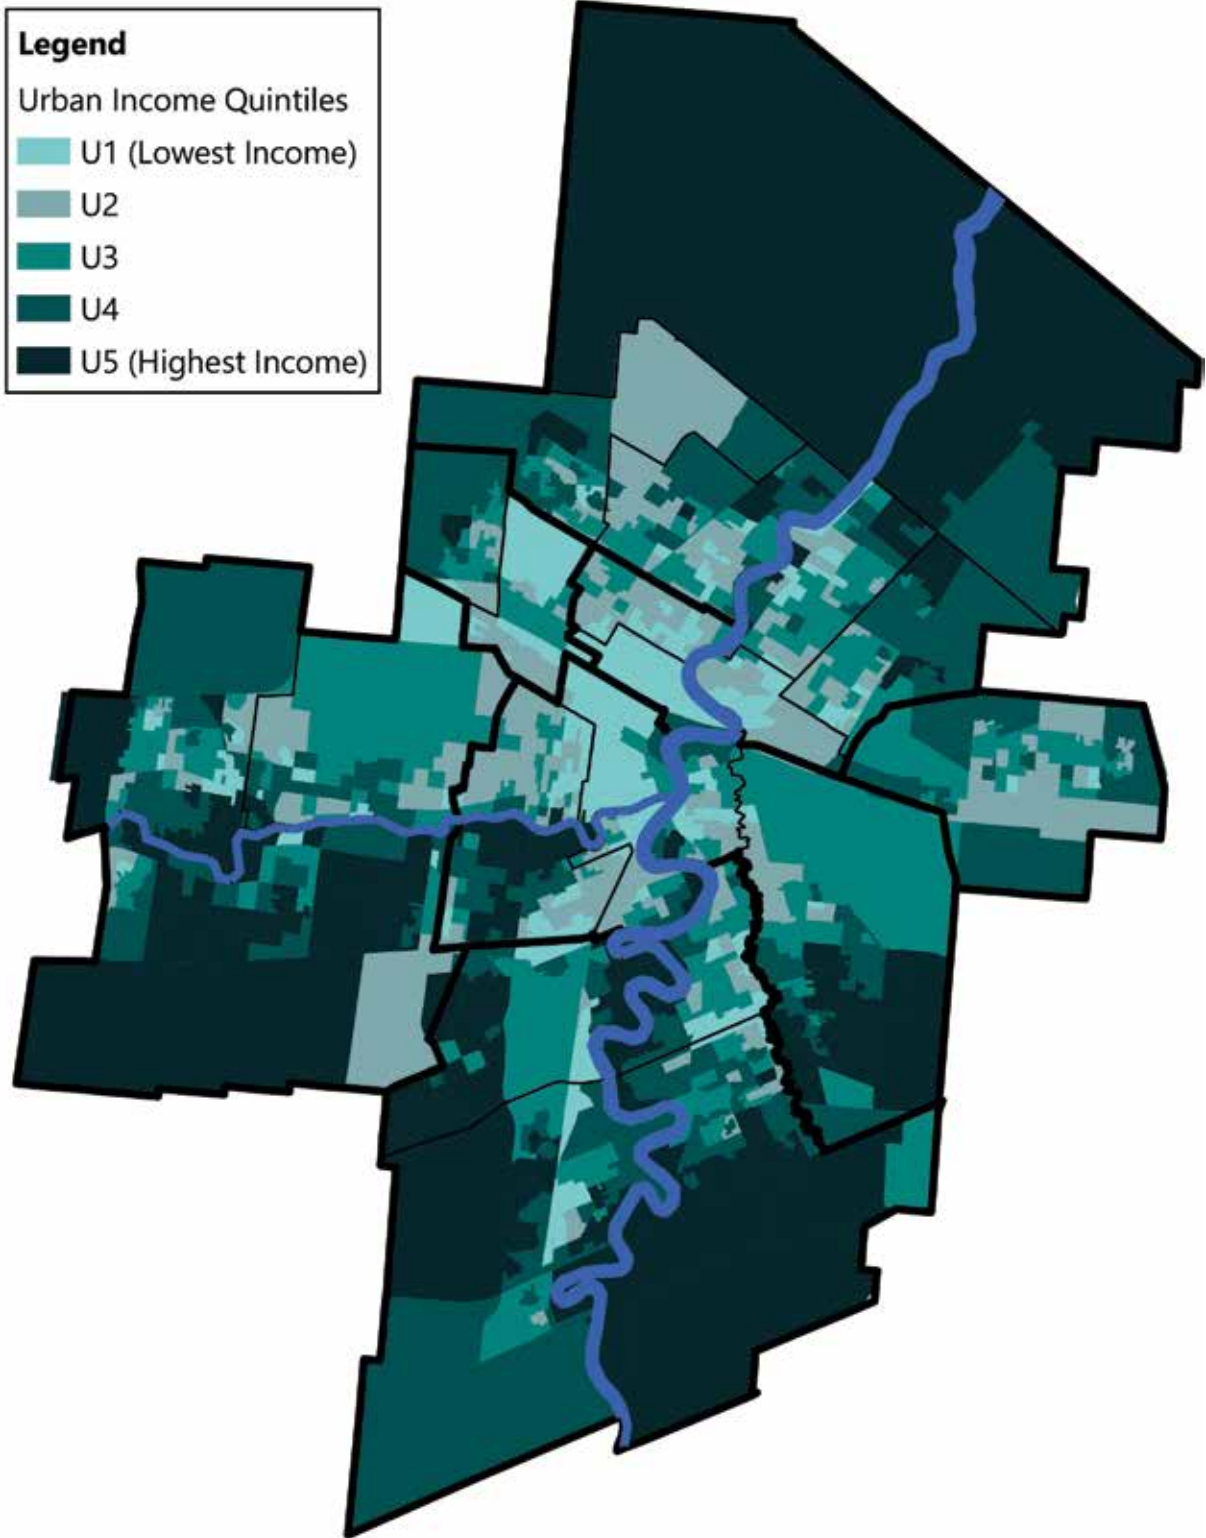 Legend
Urban Income Quintiles
U1 (Lowest Income)
U2
U3
U4
U5 (Highest Income)